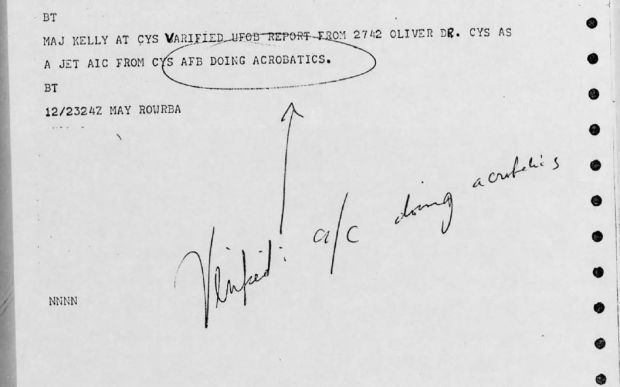 BT
MAJ KELLY AT CYS VARIFIED UFOB REPORT FROM 2742 OLIVER DR. CYS AS
A JET AIC FROM CYS AFB DOING ACROBATICS.
BT
12/2324Z MAY ROWRBA
Verified: a/c doing acrobatics
NNNN